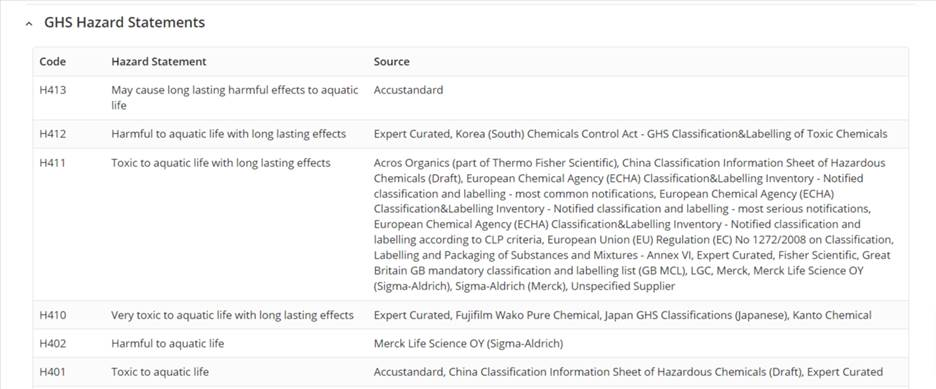 GHS Hazard Statements
Code Hazard Statement Source
H413 May cause long lasting harmful effects to aquatic Accustandard
life
H412 Harmful to aquatic life with long lasting effects Expert Curated, Korea (South) Chemicals Control Act - GHS Classification&Labelling of Toxic Chemicals
H411 Toxic to aquatic life with long lasting effects Acros Organics (part of Thermo Fisher Scientific), China Classification Information Sheet of Hazardous
Chemicals (Draft), European Chemical Agency (ECHA) Classification&Labelling Inventory - Notified
classification and labelling - most common notifications, European Chemical Agency (ECHA)
Classification&Labelling Inventory - Notified classification and labelling - most serious notifications,
European Chemical Agency (ECHA) Classification&Labelling Inventory - Notified classification and
labelling according to CLP criteria, European Union (EU) Regulation (EC) No 1272/2008 on Classification,
Labelling and Packaging of Substances and Mixtures - Annex VI, Expert Curated, Fisher Scientific, Great
Britain GB mandatory classification and labelling list (GB MCL), LGC, Merck, Merck Life Science OY
(Sigma-Aldrich), Sigma-Aldrich (Merck), Unspecified Supplier
H410 Very toxic to aquatic life with long lasting effects Expert Curated, Fujifilm Wako Pure Chemical, Japan GHS Classifications (Japanese), Kanto Chemical
H402 Harmful to aquatic life Merck Life Science OY (Sigma-Aldrich)
H401 Toxic to aquatic life Accustandard, China Classification Information Sheet of Hazardous Chemicals (Draft), Expert Curated